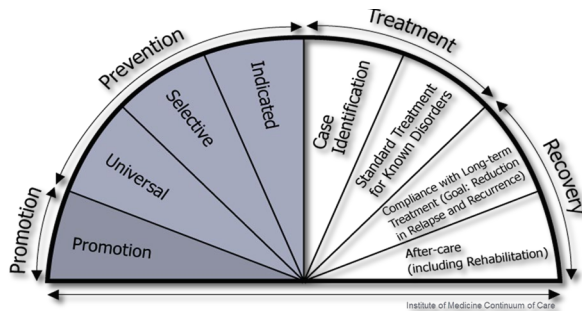 Promotion
Prevention
Treatment
Recovery
Promotion
Universal
Selective
Indicated
Case
Identification
Standard Treatment
for Known Disorders
Compliance with Long-term
Treatment (Goal: Reduction
in Relapse and Recurrence)
After-care
(including Rehabilitation)
Institute of Medicine Continuum of Care